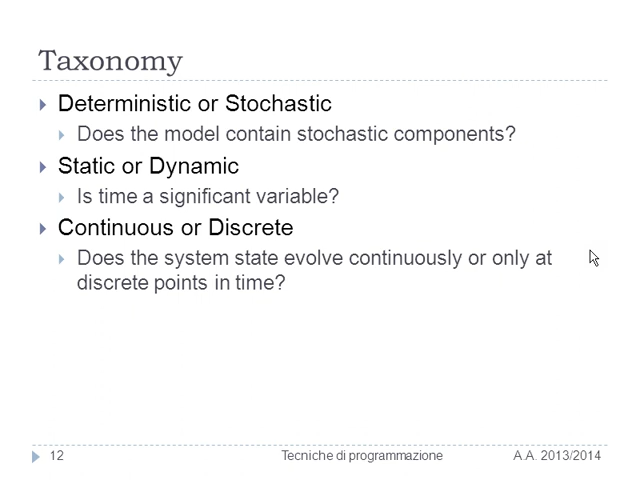 Taxonomy
Deterministic or Stochastic
Does the model contain stochastic components?
Static or Dynamic
Is time a significant variable?
Continuous or Discrete
Does the system state evolve continuously or only at
discrete points in time?
12 Tecniche di programmazione A.A. 2013/2014